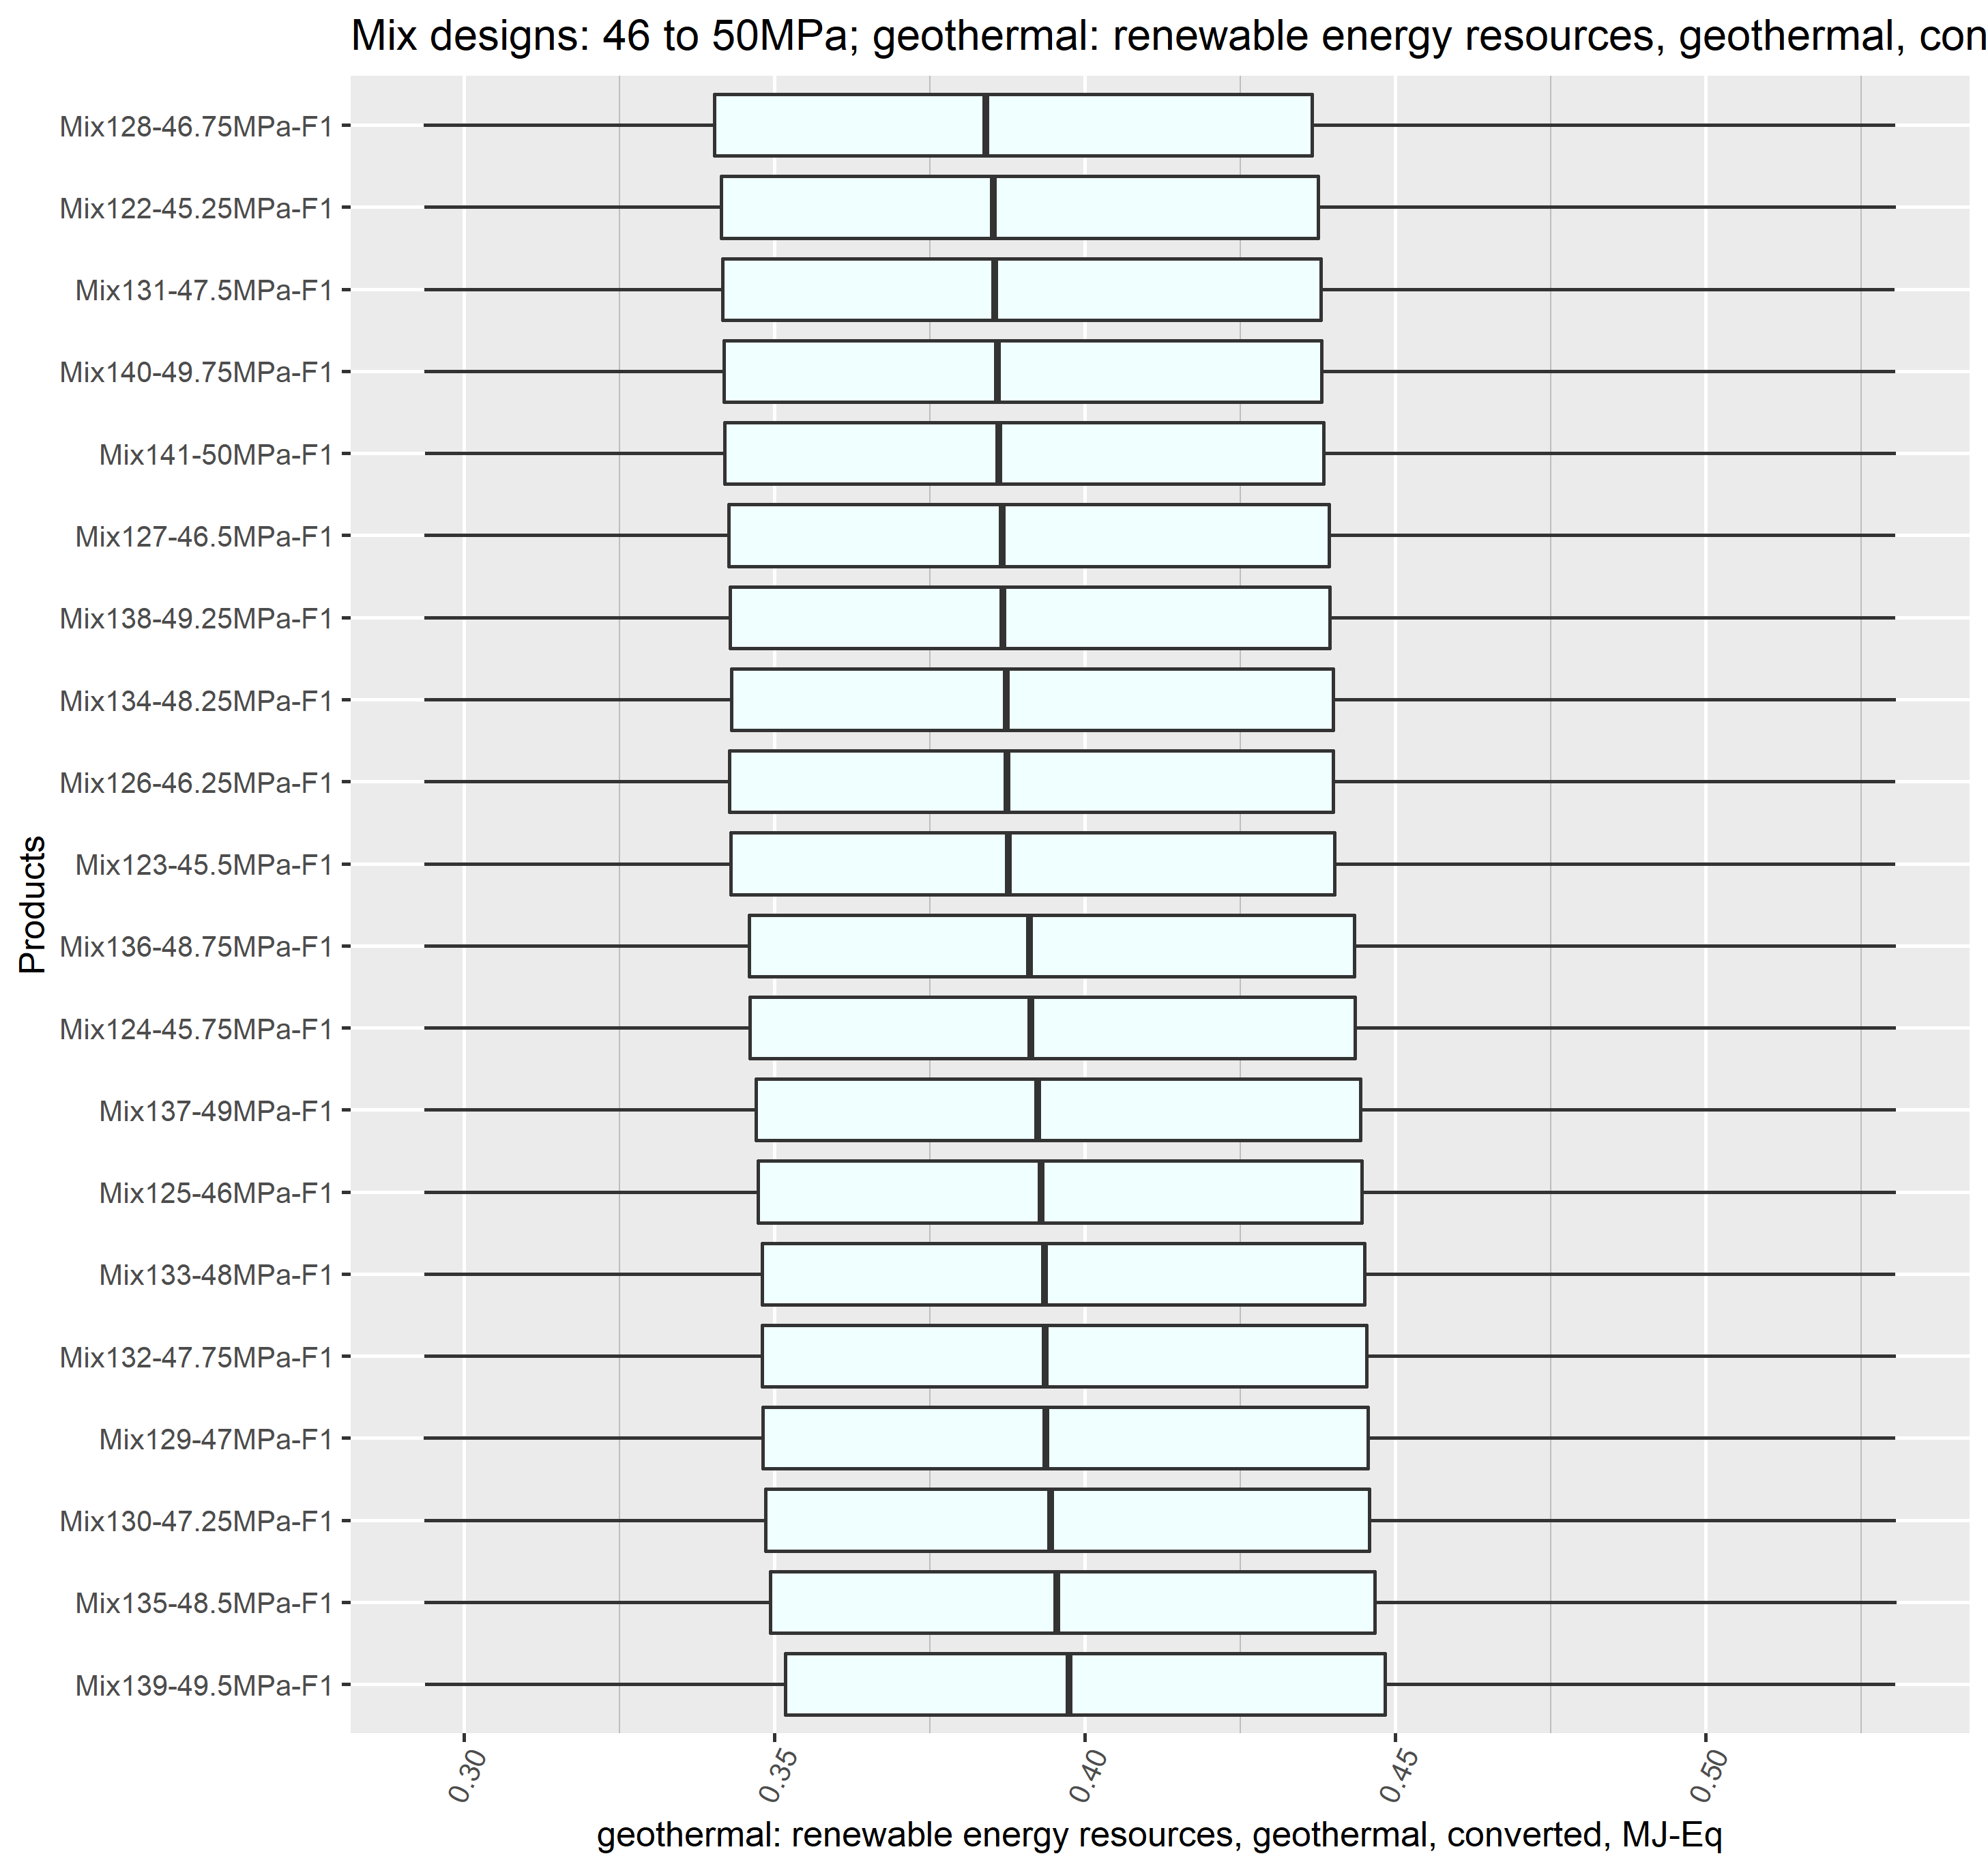 Mix designs: 46 to 50MPa; geothermal: renewable energy resources, geothermal, con
Mix128-46.75MPa-F1
Mix122-45.25MPa-F1
Mix131-47.5MPa-F1
Mix140-49.75MPa-F1
Mix141-50MPa-F1
Mix127-46.5MPa-F1
Mix138-49.25MPa-F1
Mix134-48.25MPa-F1
Mix126-46.25MPa-F1
Mix123-45.5MPa-F1
Mix136-48.75MPa-F1
Mix124-45.75MPa-F1
Mix137-49MPa-F1
Mix125-46MPa-F1
Mix133-48MPa-F1
Mix132-47.75MPa-F1
Mix129-47MPa-F1
Mix130-47.25MPa-F1
Mix135-48.5MPa-F1
Mix139-49.5MPa-F1
Products
0.30 0.35 0.40 0.45 0.50
geothermal: renewable energy resources, geothermal, converted, MJ-Eq